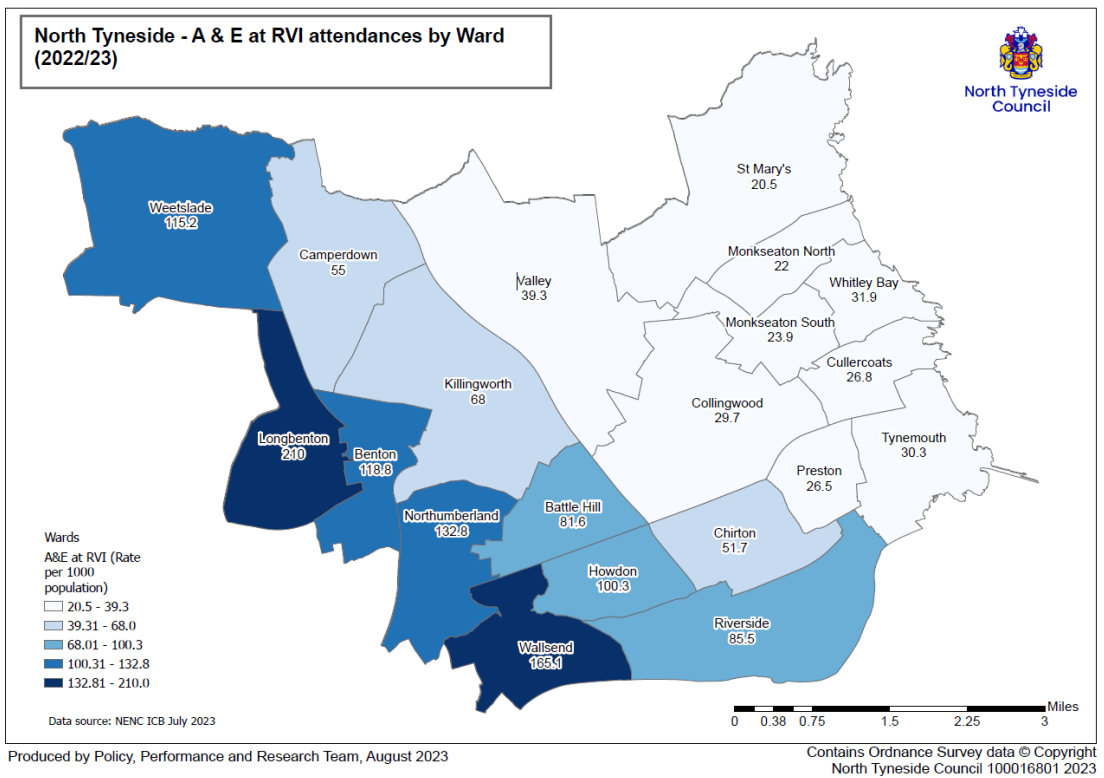 North Tyneside - A & E at RVI attendances by Ward
(2022/23)
North Tyneside
Council
St Mary's
20.5
Weetslade
115.2
Monkseaton North
22
Camperdown
55
Valley
39.3
Whitley Bay
31.9
Monkseaton South
23.9
Cullercoats
26.8
Killingworth
68
Collingwood
29.7
Longbenton
210
Tynemouth
30.3
Benton
118.8
Preston
26.5
Battle Hill
81.6
Northumberland
132.8
Chirton
51.7
Howdon
100.3
Riverside
85.5
Wallsend
165.1
Wards
A&E at RVI (Rate
per 1000
population)
20.5 - 39.3
39.31 - 68.0
68.01 - 100.3
100.31 - 132.8
132.81 - 210.0
Data source: NENC ICB July 2023
Miles
0 0.38 0.75 1.5 2.25 3
Produced by Policy, Performance and Research Team, August 2023
Contains Ordnance Survey data © Copyright
North Tyneside Council 100016801 2023